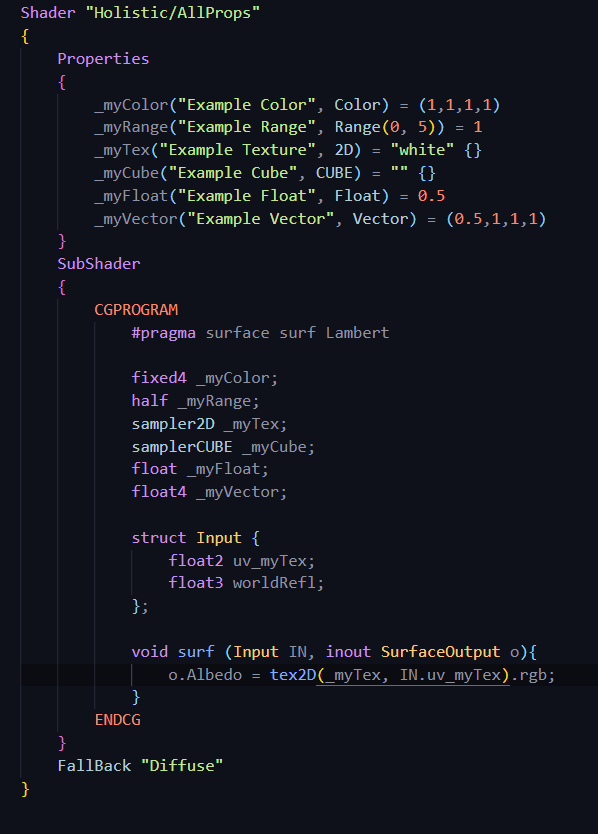 Shader "Holistic/AllProps"
{
    Properties
    {
        _myColor("Example Color", Color) = (1,1,1,1)
        _myRange("Example Range", Range(0, 5)) = 1
        _myTex("Example Texture", 2D) = "white" {}
        _myCube("Example Cube", CUBE) = "" {}
        _myFloat("Example Float", Float) = 0.5
        _myVector("Example Vector", Vector) = (0.5,1,1,1)
    }
    SubShader
    {
        CGPROGRAM
            #pragma surface surf Lambert

            fixed4 _myColor;
            half _myRange;
            sampler2D _myTex;
            samplerCUBE _myCube;
            float _myFloat;
            float4 _myVector;

            struct Input {
                float2 uv_myTex;
                float3 worldRefl;
            };

            void surf (Input IN, inout SurfaceOutput o){
                o.Albedo = tex2D(_myTex, IN.uv_myTex).rgb;
            }
        ENDCG
    }
    FallBack "Diffuse"
}